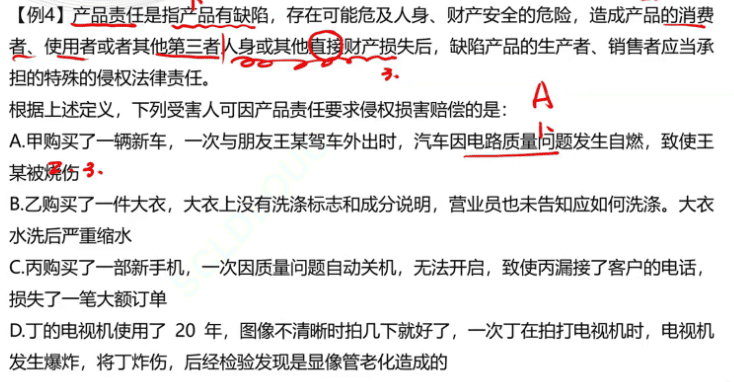 【例4】产品责任是指产品有缺陷，存在可能危及人身、财产安全的危险，造成产品的消费
者、使用者或者其他第三者人身或其他直接财产损失后，缺陷产品的生产者、销售者应当承
担的特殊的侵权法律责任。
3.
根据上述定义，下列受害人可因产品责任要求侵权损害赔偿的是：
A
A.甲购买了一辆新车，一次与朋友王某驾车外出时，汽车因电路质量问题发生自燃，致使王
某被烧伤
2. 3.
B.乙购买了一件大衣，大衣上没有洗涤标志和成分说明，营业员也未告知应如何洗涤。大衣
水洗后严重缩水
C.丙购买了一部新手机，一次因质量问题自动关机，无法开启，致使丙漏接了客户的电话，
损失了一笔大额订单
D.丁的电视机使用了 20 年，图像不清晰时拍几下就好了，一次丁在拍打电视机时，电视机
发生爆炸，将丁炸伤，后经检验发现是显像管老化造成的